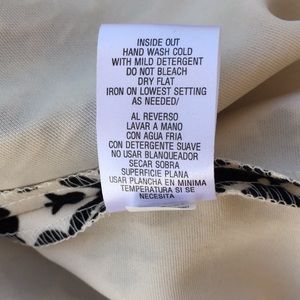 INSIDE OUT
HAND WASH COLD
WITH MILD DETERGENT
DO NOT BLEACH
DRY FLAT
IRON ON LOWEST SETTING
AS NEEDED/
AL REVERSO
LAVAR A MANO
CON AGUA FRIA
CON DETERGENTE SUAVE
NO USAR BLANQUEADOR
SECAR SOBRA
SUPERFICIE PLANA
USAR PLANCHA EN MINIMA
TEMPERATURA SI SE
NECESITA